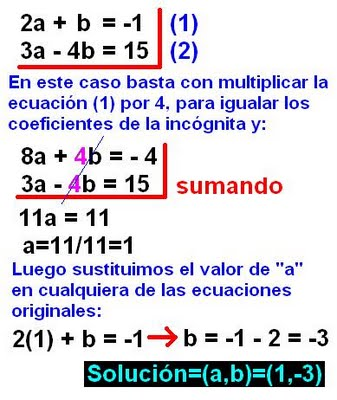 2a + b = -1 (1)
3a - 4b = 15 (2)
En este caso basta con multiplicar la
ecuación (1) por 4, para igualar los
coeficientes de la incógnita y:
8a + 4b = - 4
3a - 4b = 15 sumando
11a = 11
a=11/11=1
Luego sustituimos el valor de "a"
en cualquiera de las ecuaciones
originales:
2(1) + b = -1 → b = -1 - 2 = -3
Solución=(a,b)=(1,-3)